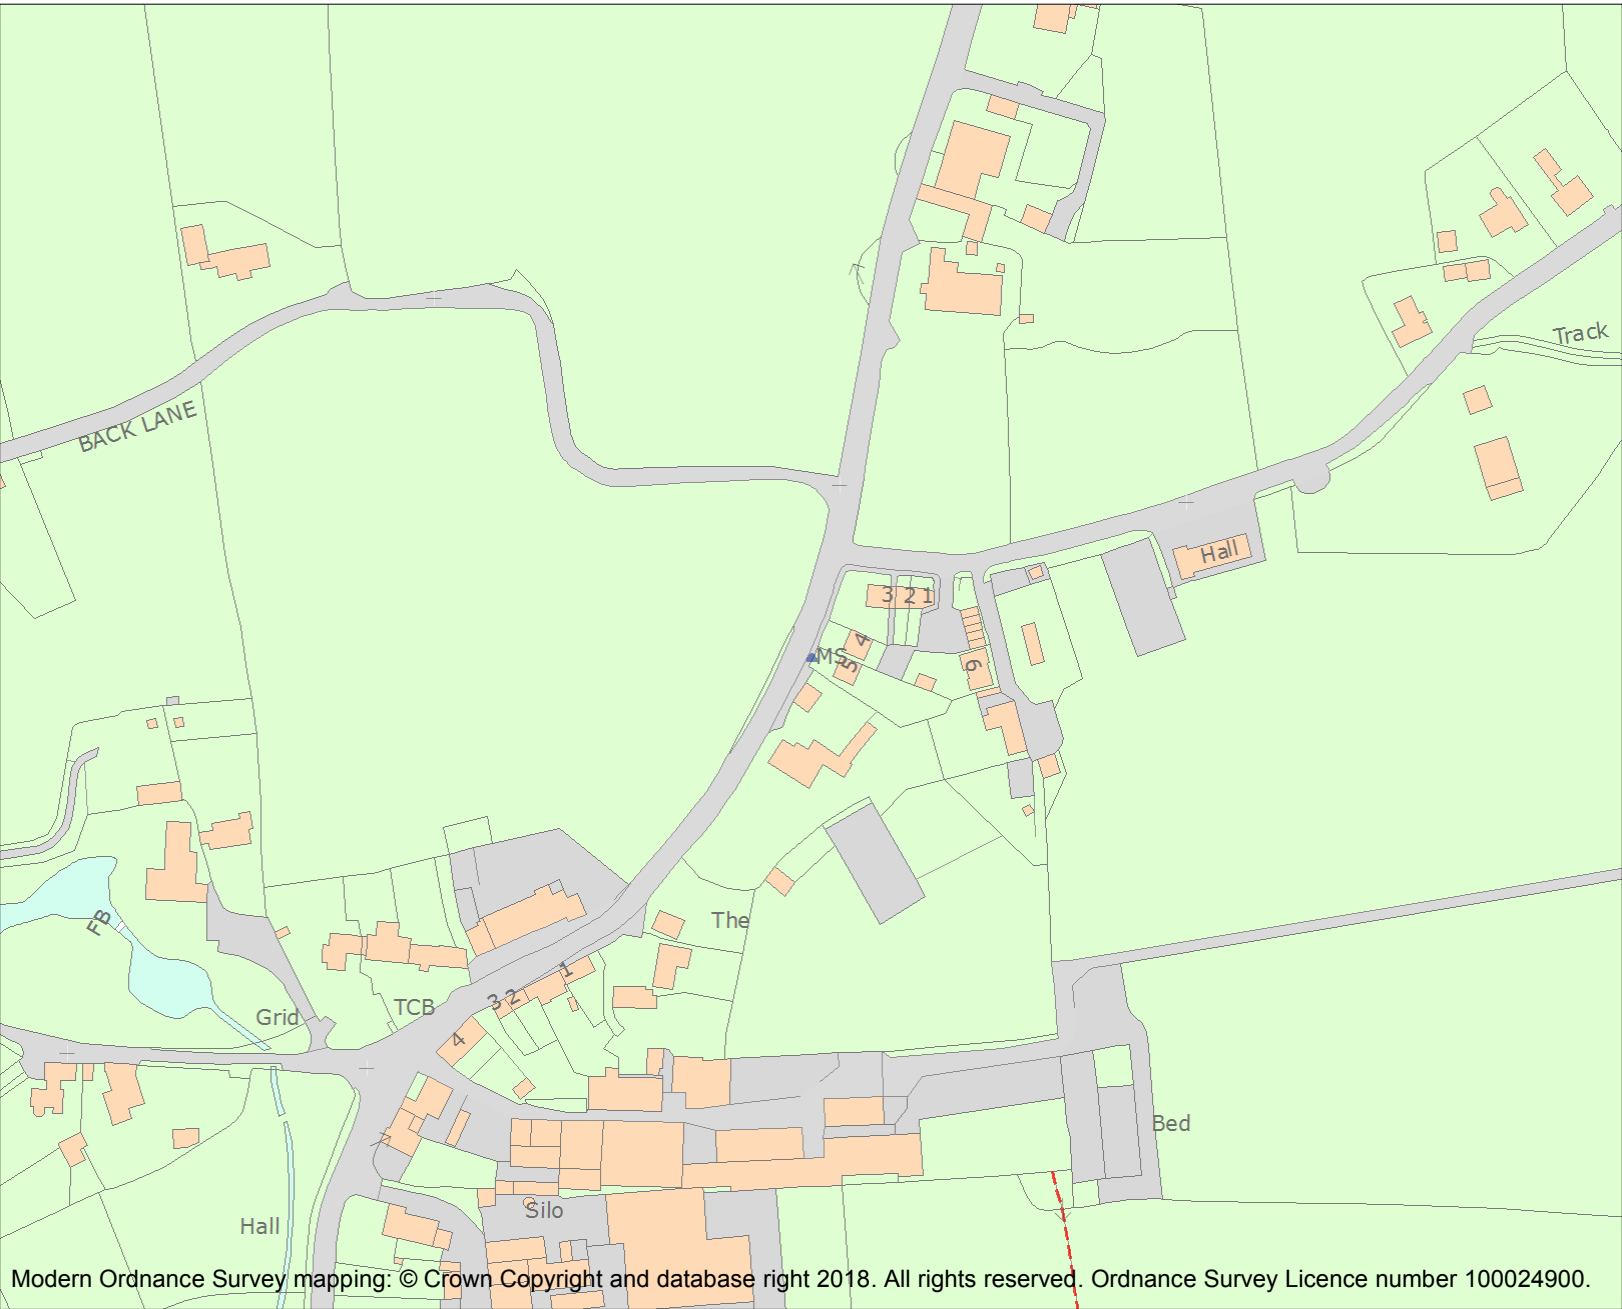 Track
BACK LANE
Hall
3 2 1
4
MS
5
6
The
FB
1
3 2
TCB
Grid
4
Bed
Silo
Hall
Modern Ordnance Survey mapping: © Crown Copyright and database right 2018. All rights reserved. Ordnance Survey Licence number 100024900.